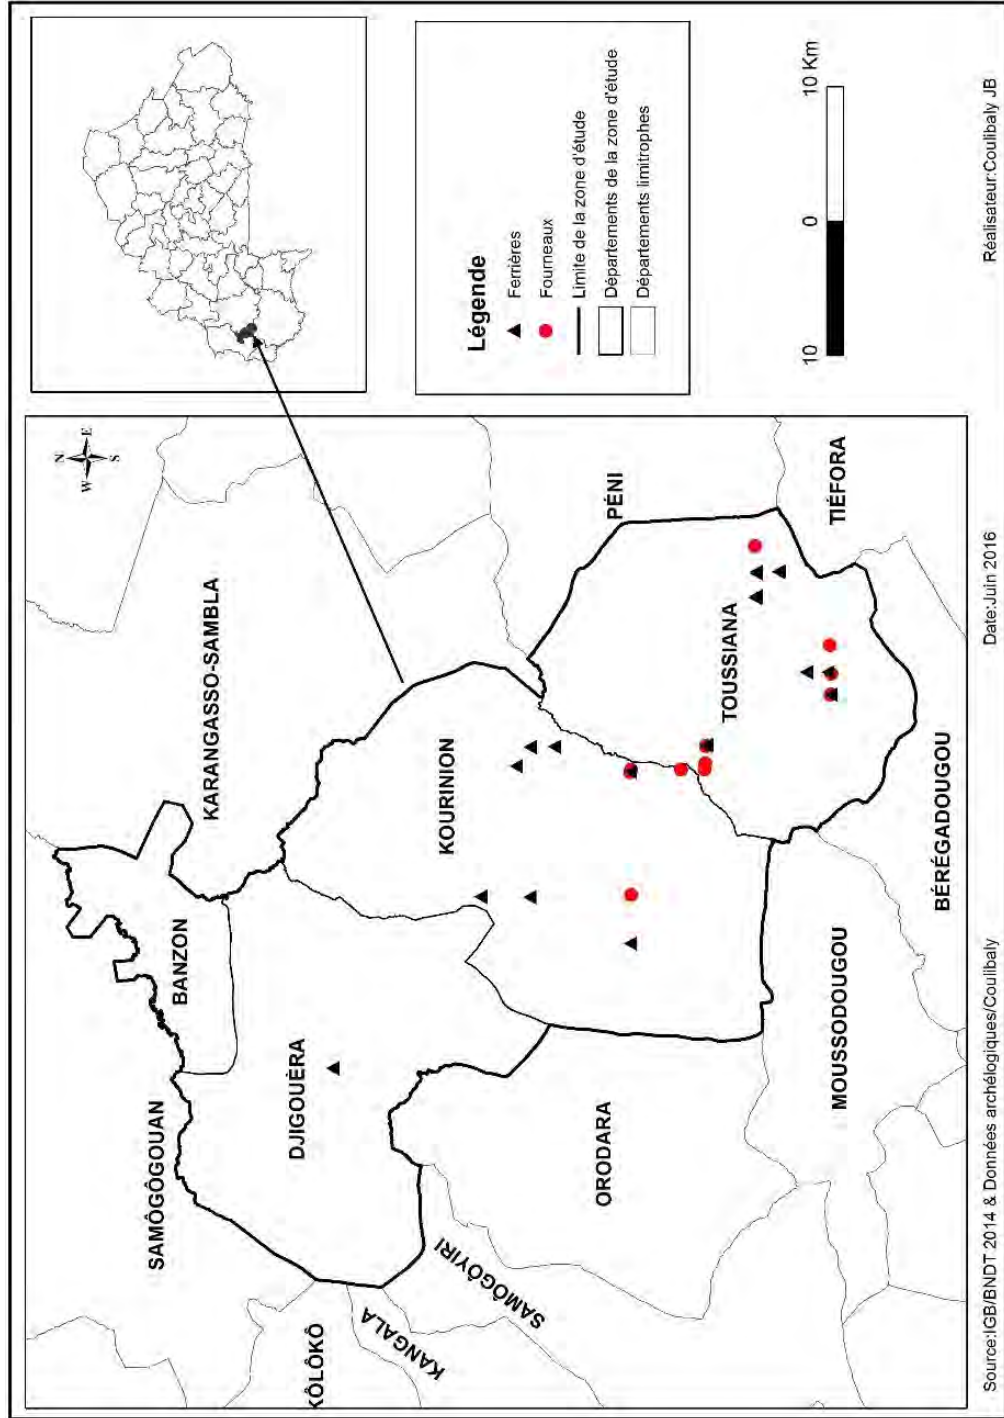 N
W
E
S
SAMÔGÔGOUAN
BANZON
KARANGASSO-SAMBLA
KÔLÔKÔ
KANGALA
SAMÔGÔYIRI
DJIGOUÈRA
KOURINION
ORODARA
PÉNI
TOUSSIANA
MOUSSODOUGOU
BÉRÉGADOUGOU
TIÉFORA
Légende
Ferrières
Fourneaux
Limite de la zone d'étude
Départements de la zone d'étude
Départements limitrophes
10 0 10 Km
Source:IGB/BNDT 2014 & Données archélogiques/Coulibaly
Date:Juin 2016
Réalisateur:Coulibaly JB